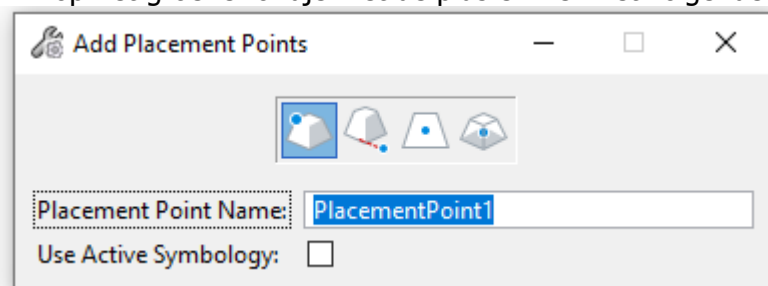 Add Placement Points
Placement Point Name: PlacementPoint1
Use Active Symbology: